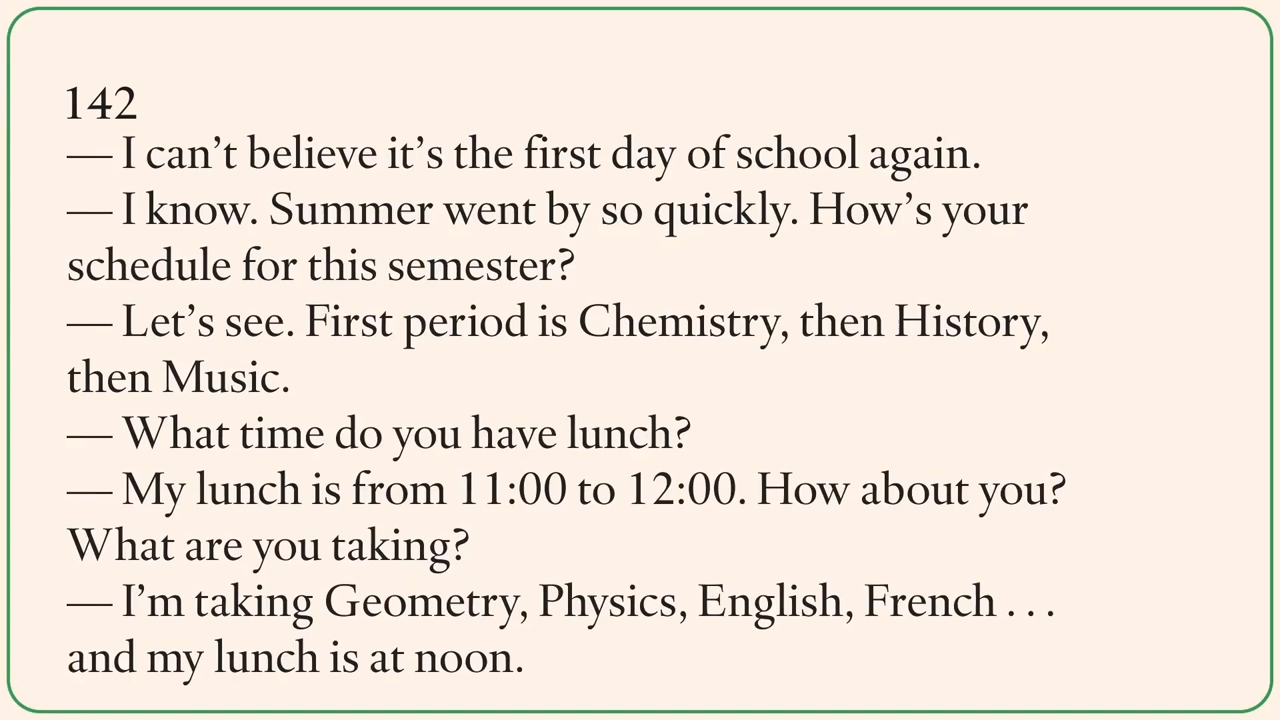 142
— I can’t believe it’s the first day of school again.
— I know. Summer went by so quickly. How’s your
schedule for this semester?
— Let’s see. First period is Chemistry, then History,
then Music.
— What time do you have lunch?
— My lunch is from 11:00 to 12:00. How about you?
What are you taking?
— I’m taking Geometry, Physics, English, French . . .
and my lunch is at noon.